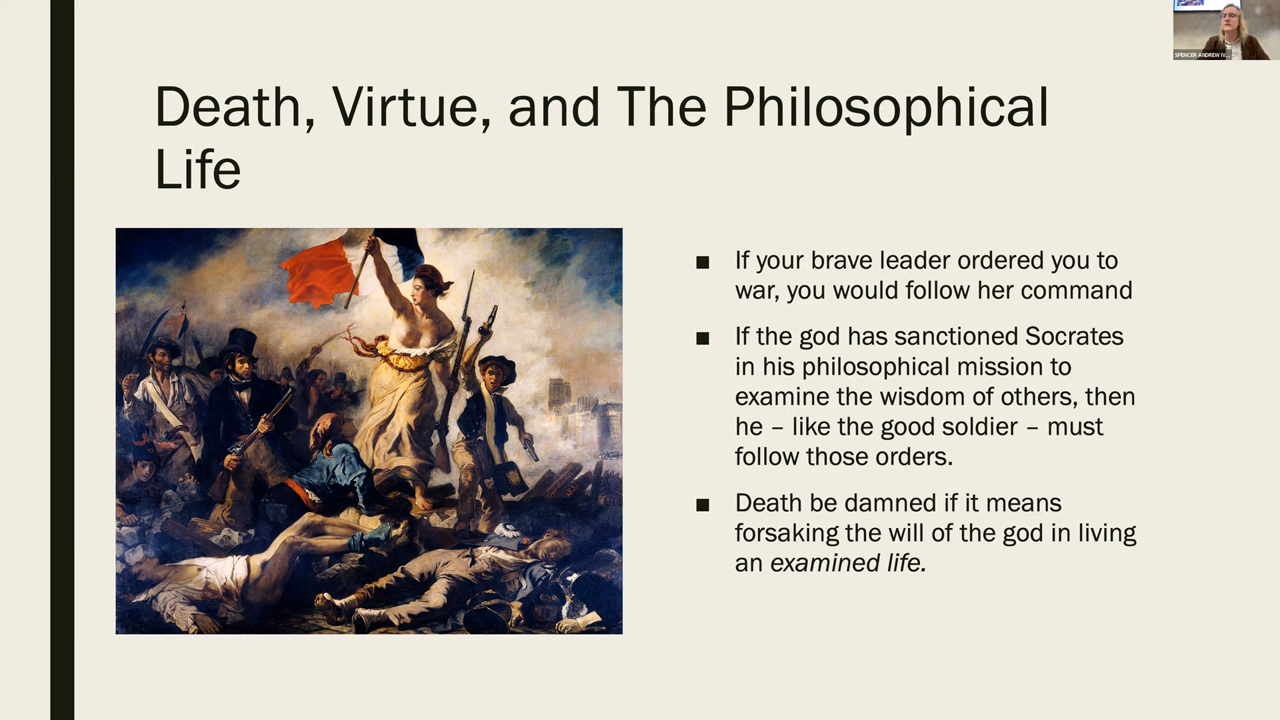 SPENCER ANDREW IV...
Death, Virtue, and The Philosophical
Life
■ If your brave leader ordered you to
war, you would follow her command
■ If the god has sanctioned Socrates
in his philosophical mission to
examine the wisdom of others, then
he – like the good soldier – must
follow those orders.
■ Death be damned if it means
forsaking the will of the god in living
an examined life.